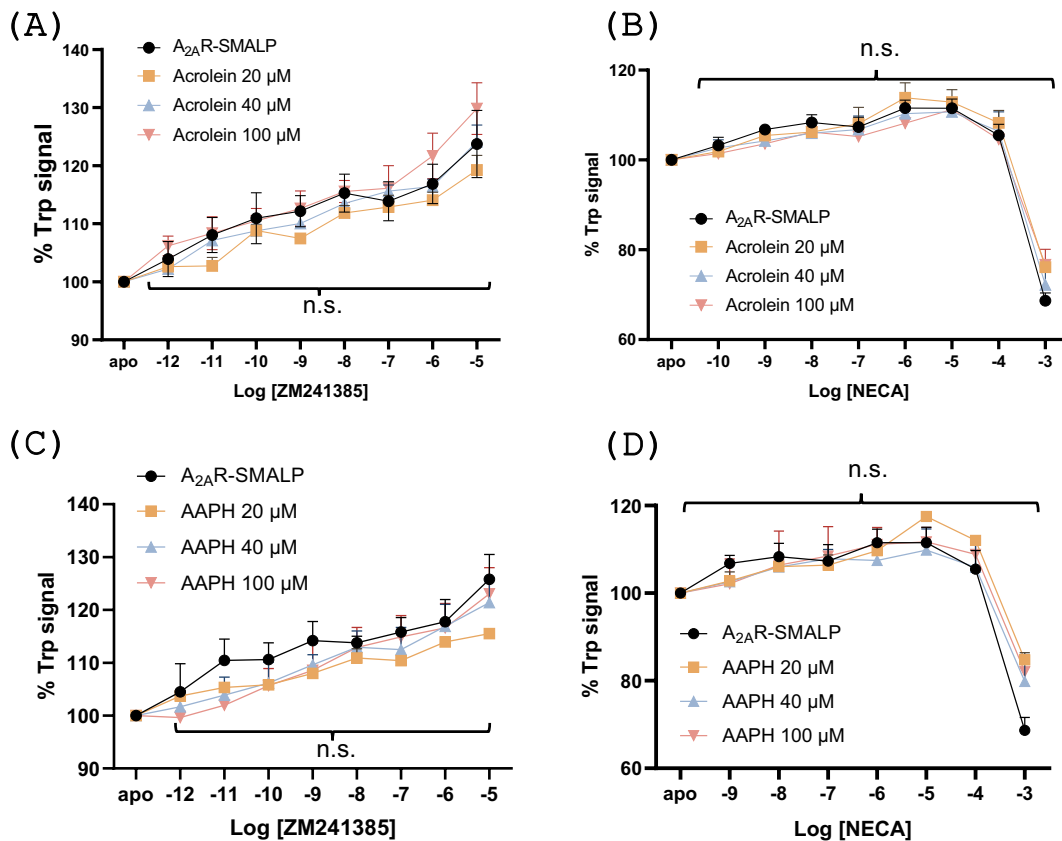 (A)
A2AR-SMALP
Acrolein 20 µM
Acrolein 40 µM
Acrolein 100 µM
% Trp signal
140
130
120
110
100
90
n.s.
apo -12 -11 -10 -9 -8 -7 -6 -5
Log [ZM241385]
(B)
n.s.
% Trp signal
120
100
80
60
A2AR-SMALP
Acrolein 20 µM
Acrolein 40 µM
Acrolein 100 µM
apo -10 -9 -8 -7 -6 -5 -4 -3
Log [NECA]
(C)
A2AR-SMALP
AAPH 20 µM
AAPH 40 µM
AAPH 100 µM
% Trp signal
140
130
120
110
100
90
n.s.
apo -12 -11 -10 -9 -8 -7 -6 -5
Log [ZM241385]
(D)
n.s.
% Trp signal
120
100
80
60
A2AR-SMALP
AAPH 20 µM
AAPH 40 µM
AAPH 100 µM
apo -9 -8 -7 -6 -5 -4 -3
Log [NECA]